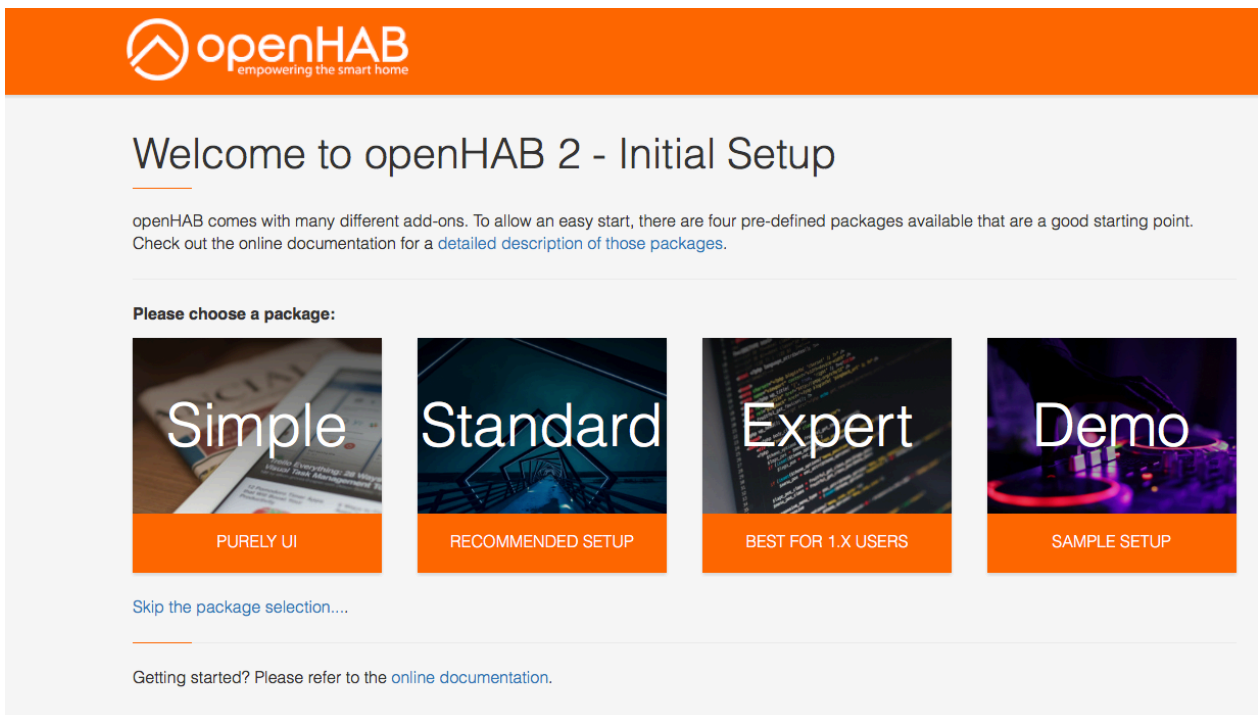 openHAB
empowering the smart home
Welcome to openHAB 2 - Initial Setup
openHAB comes with many different add-ons. To allow an easy start, there are four pre-defined packages available that are a good starting point.
Check out the online documentation for a detailed description of those packages.
Please choose a package:
Simple
Standard
Expert
Demo
PURELY UI
RECOMMENDED SETUP
BEST FOR 1.X USERS
SAMPLE SETUP
Skip the package selection....
Getting started? Please refer to the online documentation.